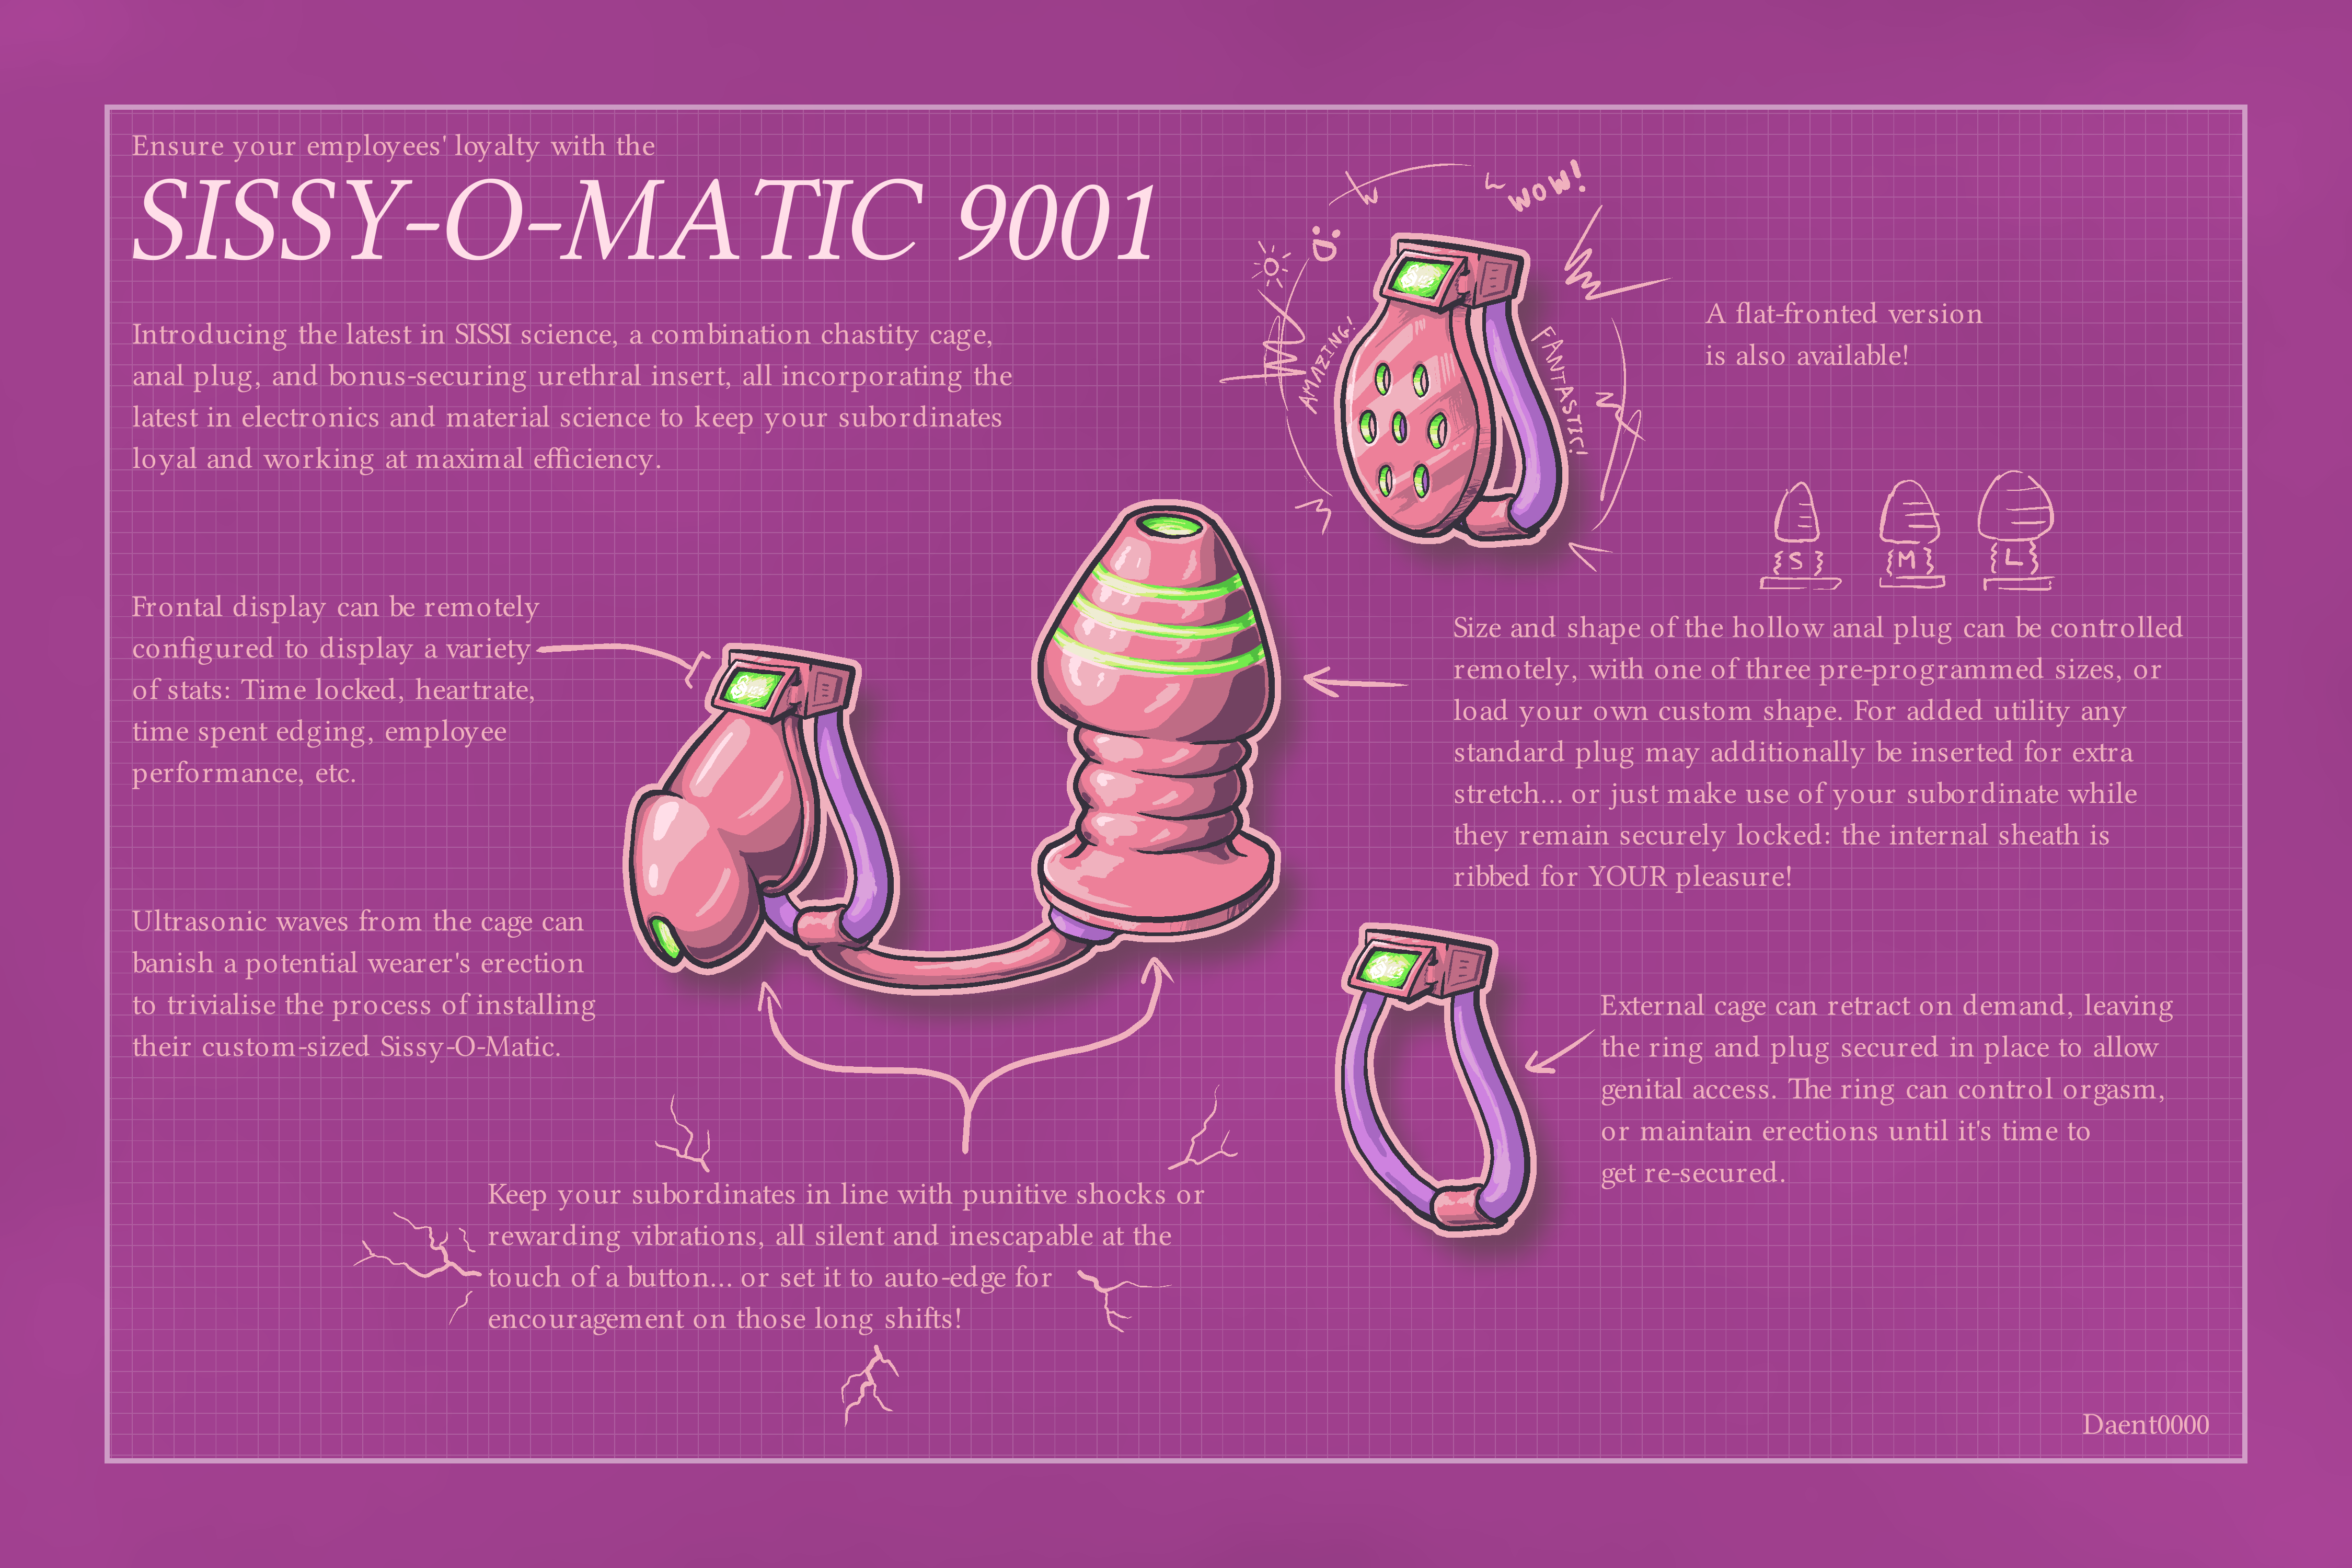 Ensure your employees' loyalty with the
SISSY-O-MATIC 9001
Introducing the latest in SISSI science, a combination chastity cage,
anal plug, and bonus-securing urethral insert, all incorporating the
latest in electronics and material science to keep your subordinates
loyal and working at maximal efficiency.
WOW!
AMAZING!
FANTASTIC!
A flat-fronted version
is also available!
S M L
Frontal display can be remotely
configured to display a variety
of stats: Time locked, heartrate,
time spent edging, employee
performance, etc.
Size and shape of the hollow anal plug can be controlled
remotely, with one of three pre-programmed sizes, or
load your own custom shape. For added utility any
standard plug may additionally be inserted for extra
stretch... or just make use of your subordinate while
they remain securely locked: the internal sheath is
ribbed for YOUR pleasure!
Ultrasonic waves from the cage can
banish a potential wearer's erection
to trivialise the process of installing
their custom-sized Sissy-O-Matic.
External cage can retract on demand, leaving
the ring and plug secured in place to allow
genital access. The ring can control orgasm,
or maintain erections until it's time to
get re-secured.
Keep your subordinates in line with punitive shocks or
rewarding vibrations, all silent and inescapable at the
touch of a button... or set it to auto-edge for
encouragement on those long shifts!
Daent0000